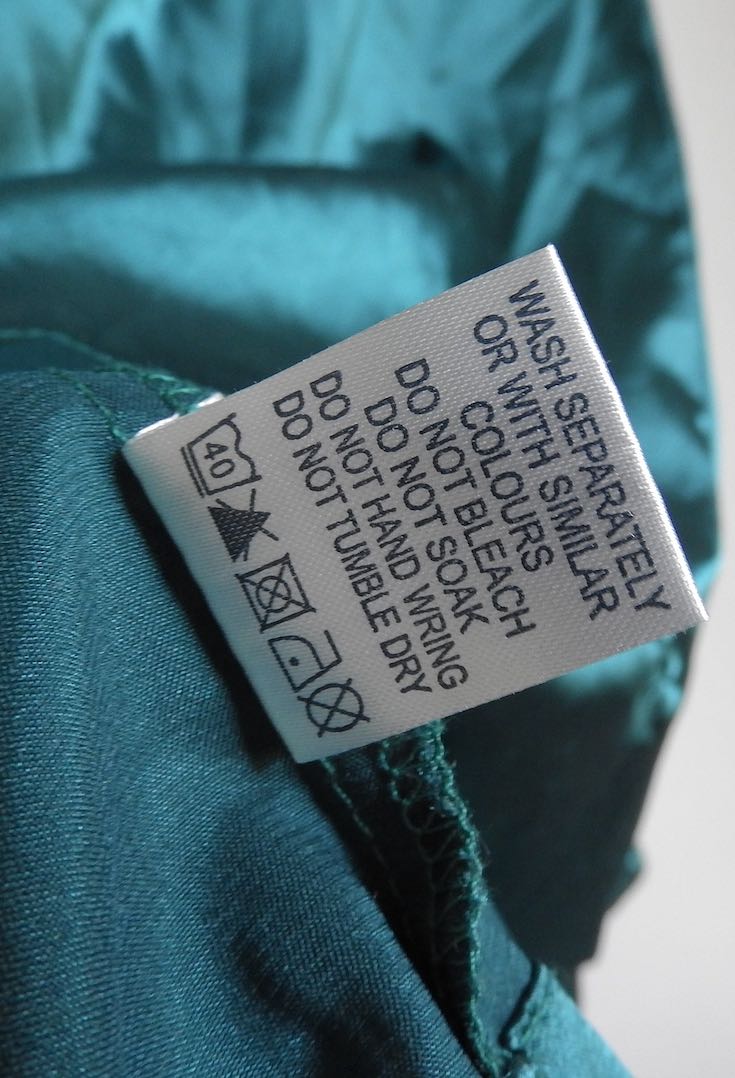 WASH SEPARATELY
OR WITH SIMILAR
COLOURS
DO NOT BLEACH
DO NOT SOAK
DO NOT HAND WRING
DO NOT TUMBLE DRY
40